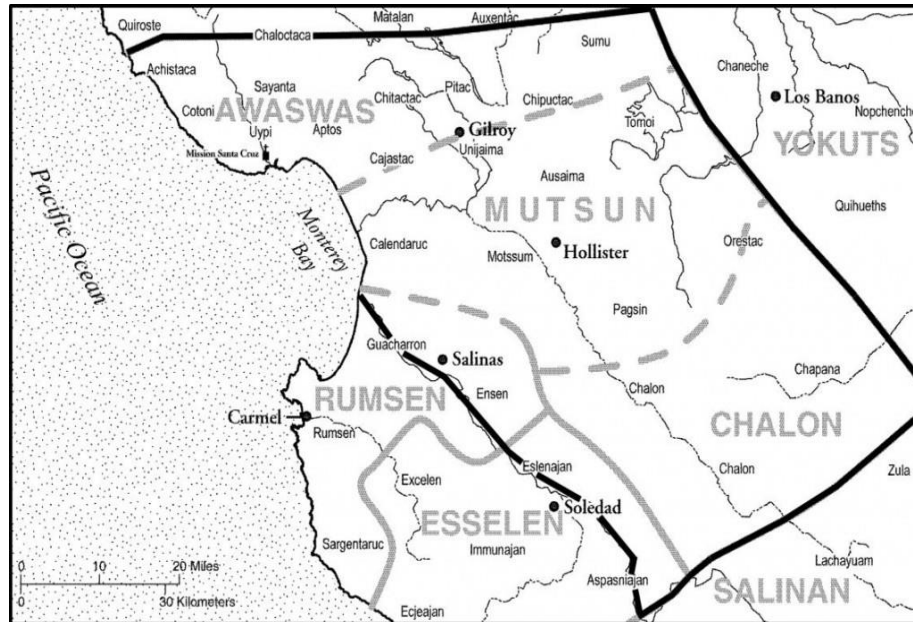 Quiroste
Chaloctaca
Matalan
Auxentac
Sumu
Achistaca
Sayanta
Cotoni
AWASWAS
Uypi
Aptos
Mission Santa Cruz
Chitactac
Pitac
Chipuctac
Gilroy
Unijaima
Cajastac
Tomoi
Chaneche
Los Banos
Nopchenche
YOKUTS
Ausaima
MUTSUN
Quihueths
Orestac
Pacific Ocean
Monterey
Bay
Calendaruc
Motssum
Hollister
Pagsin
Guacharron
Salinas
Ensen
RUMSEN
Carmel
Rumsen
Chalon
Chapana
CHALON
Chalon
Zula
Eslenajan
Excelen
Soledad
ESSELEN
Sargentaruc
Immunajan
Aspasniajan
Lachayuam
SALINAN
Ecjeajan
0 10 20 Miles
0 30 Kilometers